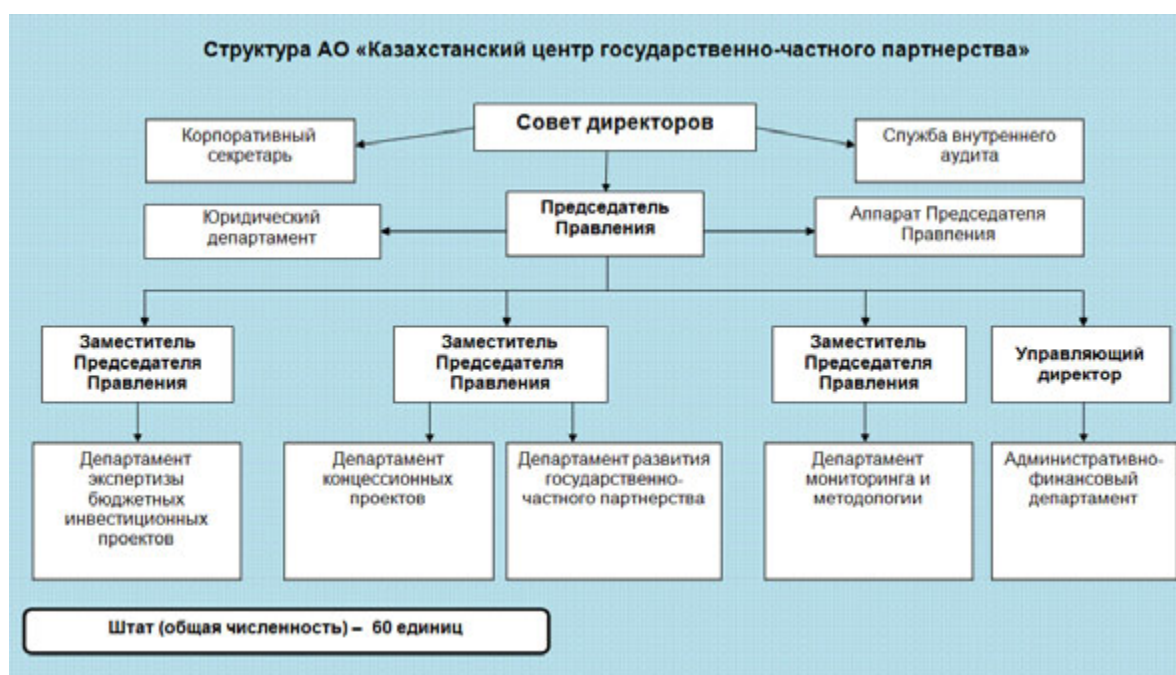 Структура АО «Казахстанский центр государственно-частного партнерства»
Совет директоров
Корпоративный
секретарь
Служба внутреннего
аудита
Председатель
Правления
Юридический
департамент
Аппарат Председателя
Правления
Заместитель
Председателя
Правления
Заместитель
Председателя
Правления
Заместитель
Председателя
Правления
Управляющий
директор
Департамент
экспертизы
бюджетных
инвестиционных
проектов
Департамент
концессионных
проектов
Департамент развития
государственно-
частного партнерства
Департамент
мониторинга и
методологии
Административно-
финансовый
департамент
Штат (общая численность) – 60 единиц